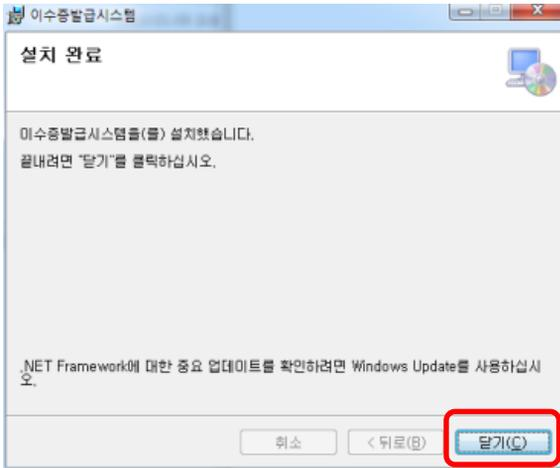 이수증발급시스템
설치 완료
이수증발급시스템을(를) 설치했습니다.
끝내려면 "닫기"를 클릭하십시오.
.NET Framework에 대한 중요 업데이트를 확인하려면 Windows Update를 사용하십시
오.
취소
< 뒤로(B)
닫기(C)